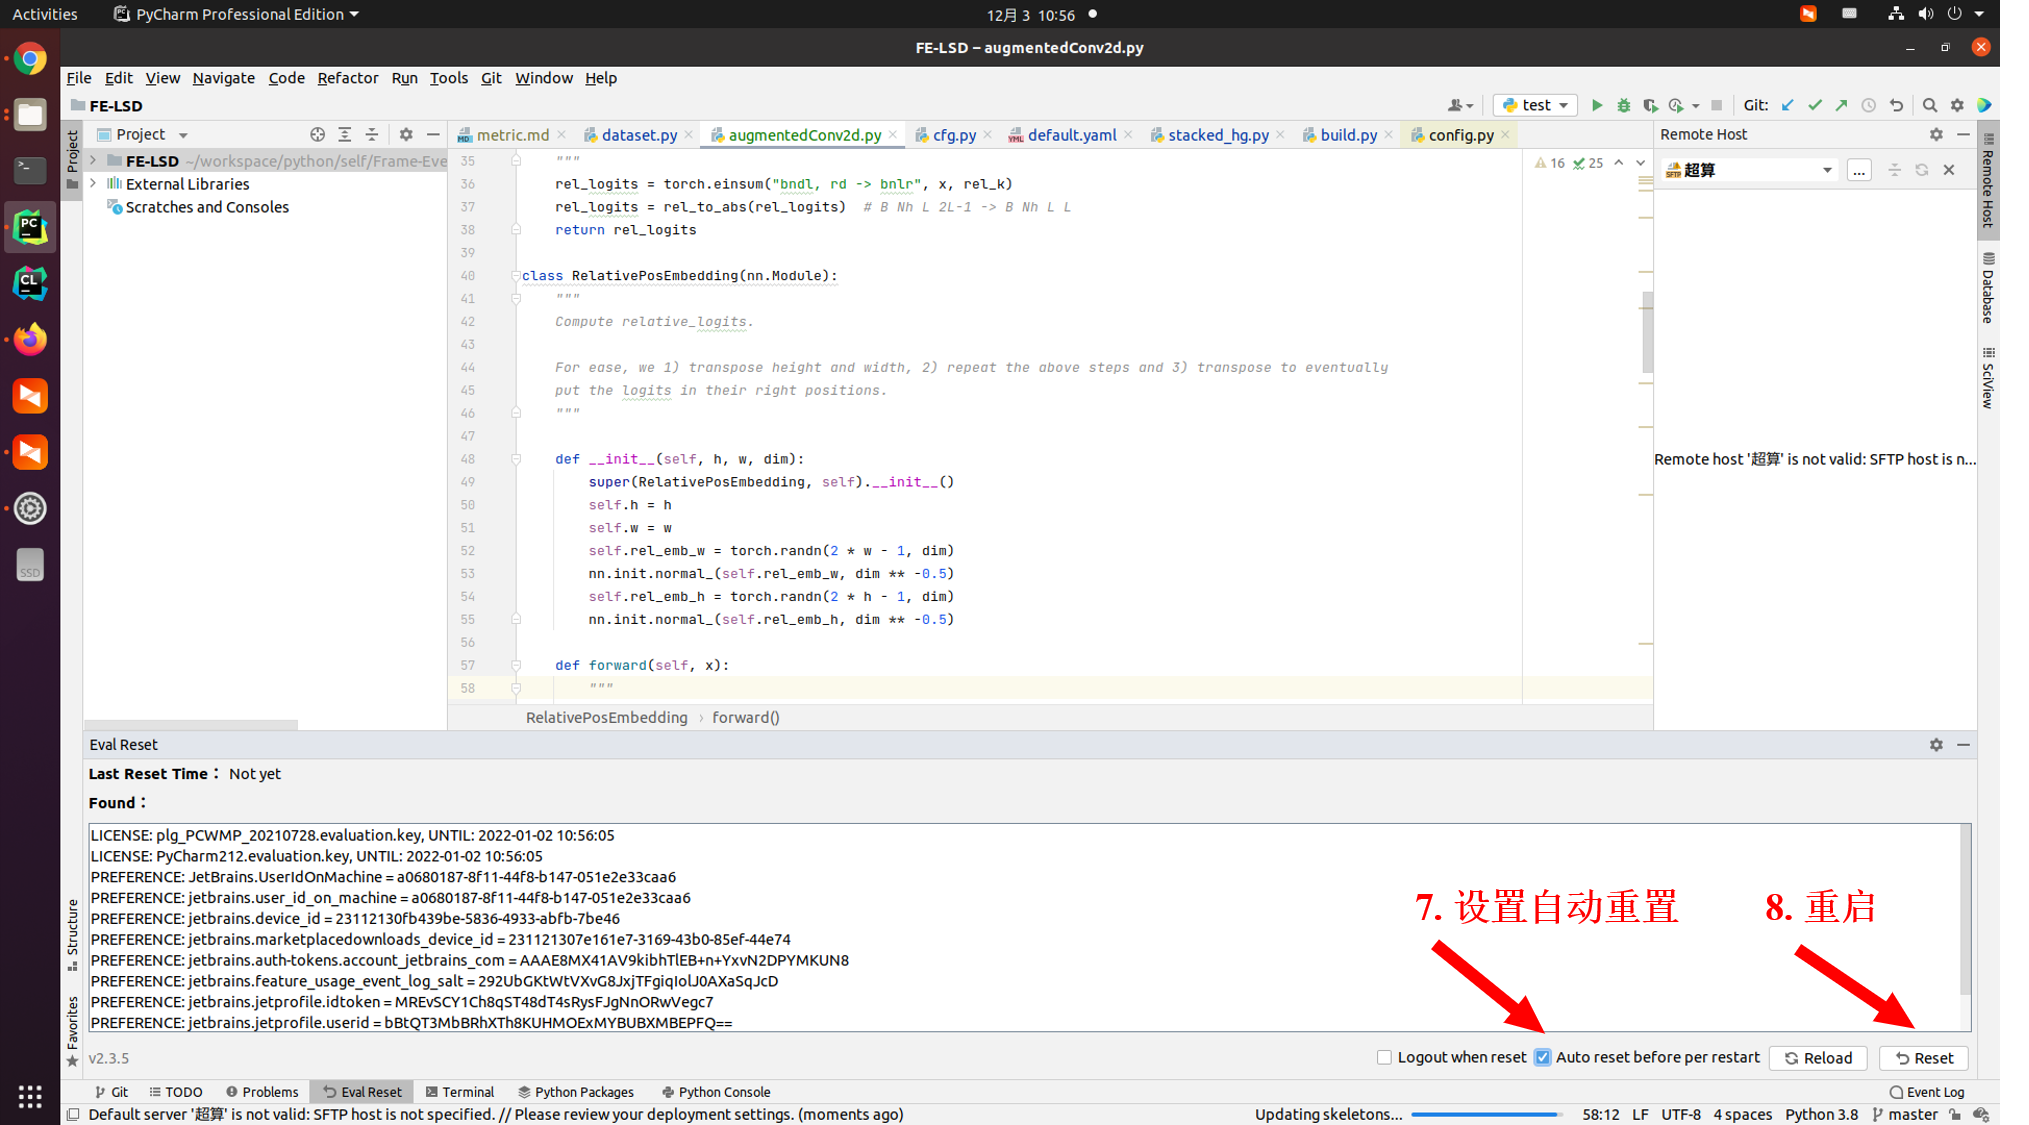 Activities
PyCharm Professional Edition
12月 3 10:56
FE-LSD – augmentedConv2d.py
File Edit View Navigate Code Refactor Run Tools Git Window Help
FE-LSD
test
Git:
Project
Project
metric.md
dataset.py
augmentedConv2d.py
cfg.py
default.yaml
stacked_hg.py
build.py
config.py
Remote Host
FE-LSD ~/workspace/python/self/Frame-Eve
External Libraries
Scratches and Consoles
16 25
SFTP 超算
...
Remote Host
Database
SciView
35 """
36 rel_logits = torch.einsum("bndl, rd -> bnlr", x, rel_k)
37 rel_logits = rel_to_abs(rel_logits) # B Nh L 2L-1 -> B Nh L L
38 return rel_logits
39
40 class RelativePosEmbedding(nn.Module):
41 """
42 Compute relative_logits.
43
44 For ease, we 1) transpose height and width, 2) repeat the above steps and 3) transpose to eventually
45 put the logits in their right positions.
46 """
47
48 def __init__(self, h, w, dim):
49 super(RelativePosEmbedding, self).__init__()
50 self.h = h
51 self.w = w
52 self.rel_emb_w = torch.randn(2 * w - 1, dim)
53 nn.init.normal_(self.rel_emb_w, dim ** -0.5)
54 self.rel_emb_h = torch.randn(2 * h - 1, dim)
55 nn.init.normal_(self.rel_emb_h, dim ** -0.5)
56
57 def forward(self, x):
58 """
Remote host '超算' is not valid: SFTP host is n...
RelativePosEmbedding › forward()
Eval Reset
Last Reset Time： Not yet
Found：
LICENSE: plg_PCWMP_20210728.evaluation.key, UNTIL: 2022-01-02 10:56:05
LICENSE: PyCharm212.evaluation.key, UNTIL: 2022-01-02 10:56:05
PREFERENCE: JetBrains.UserIdOnMachine = a0680187-8f11-44f8-b147-051e2e33caa6
PREFERENCE: jetbrains.user_id_on_machine = a0680187-8f11-44f8-b147-051e2e33caa6
PREFERENCE: jetbrains.device_id = 23112130fb439be-5836-4933-abfb-7be46
PREFERENCE: jetbrains.marketplacedownloads_device_id = 231121307e161e7-3169-43b0-85ef-44e74
PREFERENCE: jetbrains.auth-tokens.account_jetbrains_com = AAAE8MX41AV9kibhTlEB+n+YxvN2DPYMKUN8
PREFERENCE: jetbrains.feature_usage_event_log_salt = 292UbGKtWtVXvG8JxjTFgiqIolJ0AXaSqJcD
PREFERENCE: jetbrains.jetprofile.idtoken = MREvSCY1Ch8qST48dT4sRysFJgNnORwVegc7
PREFERENCE: jetbrains.jetprofile.userid = bBtQT3MbBRhXTh8KUHMOExMYBUBXMBEPFQ==
7. 设置自动重置
8. 重启
Structure
Favorites
v2.3.5
Logout when reset
Auto reset before per restart
Reload
Reset
Git
TODO
Problems
Eval Reset
Terminal
Python Packages
Python Console
Event Log
Default server '超算' is not valid: SFTP host is not specified. // Please review your deployment settings. (moments ago)
Updating skeletons...
58:12 LF UTF-8 4 spaces Python 3.8 master
PC
CL
SSD